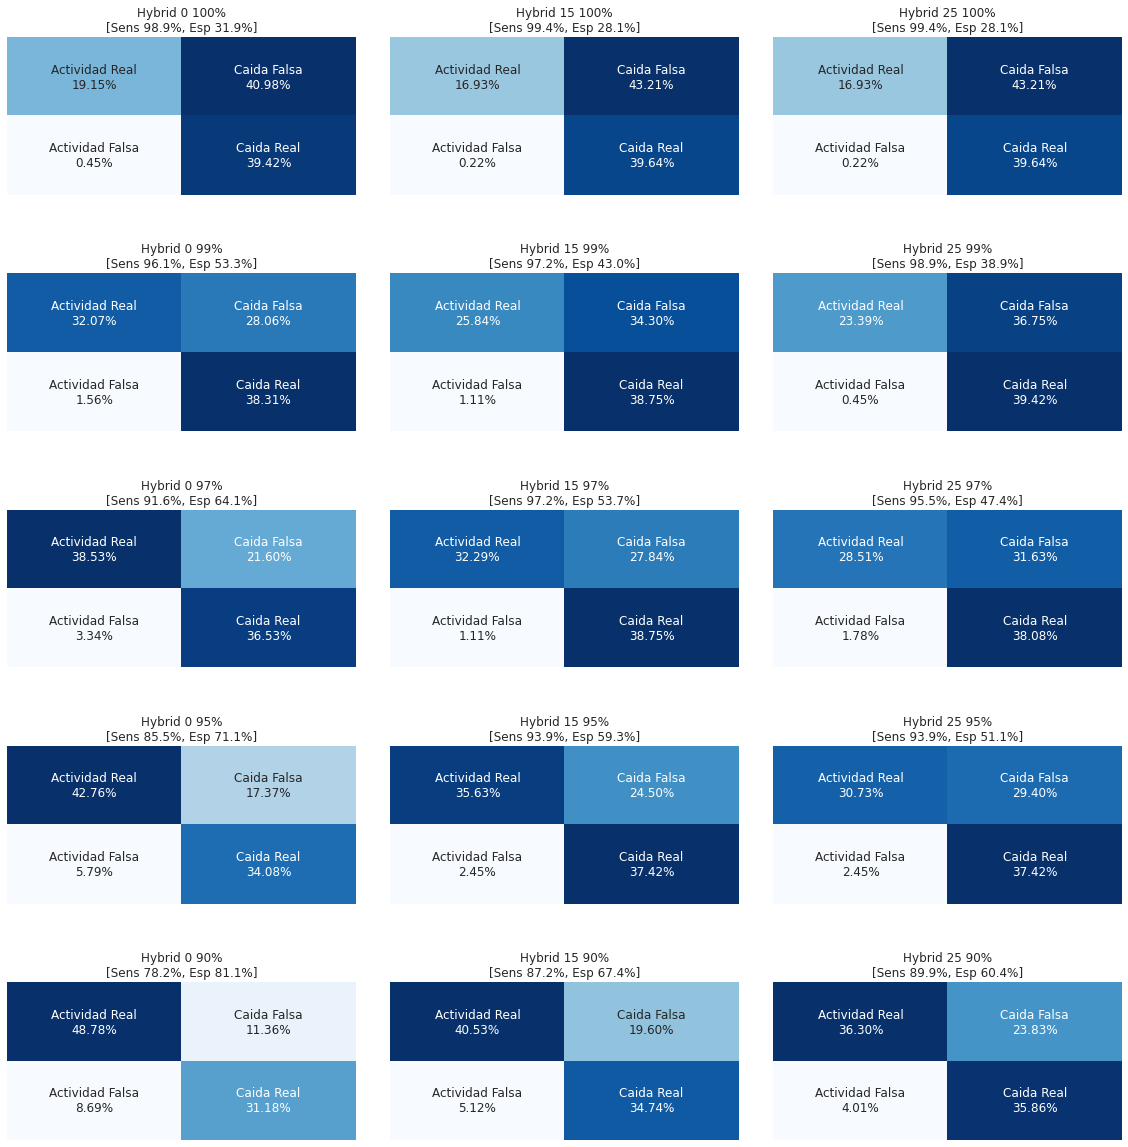 Hybrid 0 100%
[Sens 98.9%, Esp 31.9%]
Actividad Real
19.15%
Caida Falsa
40.98%
Actividad Falsa
0.45%
Caida Real
39.42%
Hybrid 15 100%
[Sens 99.4%, Esp 28.1%]
Actividad Real
16.93%
Caida Falsa
43.21%
Actividad Falsa
0.22%
Caida Real
39.64%
Hybrid 25 100%
[Sens 99.4%, Esp 28.1%]
Actividad Real
16.93%
Caida Falsa
43.21%
Actividad Falsa
0.22%
Caida Real
39.64%
Hybrid 0 99%
[Sens 96.1%, Esp 53.3%]
Actividad Real
32.07%
Caida Falsa
28.06%
Actividad Falsa
1.56%
Caida Real
38.31%
Hybrid 15 99%
[Sens 97.2%, Esp 43.0%]
Actividad Real
25.84%
Caida Falsa
34.30%
Actividad Falsa
1.11%
Caida Real
38.75%
Hybrid 25 99%
[Sens 98.9%, Esp 38.9%]
Actividad Real
23.39%
Caida Falsa
36.75%
Actividad Falsa
0.45%
Caida Real
39.42%
Hybrid 0 97%
[Sens 91.6%, Esp 64.1%]
Actividad Real
38.53%
Caida Falsa
21.60%
Actividad Falsa
3.34%
Caida Real
36.53%
Hybrid 15 97%
[Sens 97.2%, Esp 53.7%]
Actividad Real
32.29%
Caida Falsa
27.84%
Actividad Falsa
1.11%
Caida Real
38.75%
Hybrid 25 97%
[Sens 95.5%, Esp 47.4%]
Actividad Real
28.51%
Caida Falsa
31.63%
Actividad Falsa
1.78%
Caida Real
38.08%
Hybrid 0 95%
[Sens 85.5%, Esp 71.1%]
Actividad Real
42.76%
Caida Falsa
17.37%
Actividad Falsa
5.79%
Caida Real
34.08%
Hybrid 15 95%
[Sens 93.9%, Esp 59.3%]
Actividad Real
35.63%
Caida Falsa
24.50%
Actividad Falsa
2.45%
Caida Real
37.42%
Hybrid 25 95%
[Sens 93.9%, Esp 51.1%]
Actividad Real
30.73%
Caida Falsa
29.40%
Actividad Falsa
2.45%
Caida Real
37.42%
Hybrid 0 90%
[Sens 78.2%, Esp 81.1%]
Actividad Real
48.78%
Caida Falsa
11.36%
Actividad Falsa
8.69%
Caida Real
31.18%
Hybrid 15 90%
[Sens 87.2%, Esp 67.4%]
Actividad Real
40.53%
Caida Falsa
19.60%
Actividad Falsa
5.12%
Caida Real
34.74%
Hybrid 25 90%
[Sens 89.9%, Esp 60.4%]
Actividad Real
36.30%
Caida Falsa
23.83%
Actividad Falsa
4.01%
Caida Real
35.86%